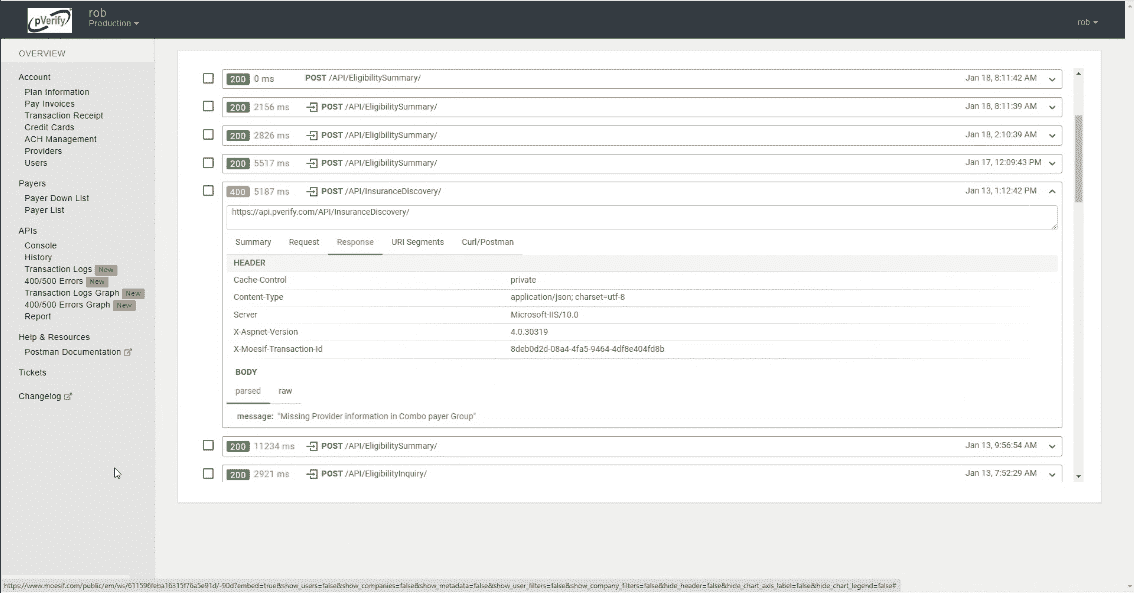 pVerify
rob
Production
rob
OVERVIEW
Account
Plan Information
Pay Invoices
Transaction Receipt
Credit Cards
ACH Management
Providers
Users
Payers
Payer Down List
Payer List
APIs
Console
History
Transaction Logs New
400/500 Errors New
Transaction Logs Graph New
400/500 Errors Graph New
Report
Help & Resources
Postman Documentation
Tickets
Changelog
200 0 ms POST /API/EligibilitySummary/ Jan 18, 8:11:42 AM
200 2156 ms POST /API/EligibilitySummary/ Jan 18, 8:11:39 AM
200 2826 ms POST /API/EligibilitySummary/ Jan 18, 2:10:39 AM
200 5517 ms POST /API/EligibilitySummary/ Jan 17, 12:09:43 PM
400 5187 ms POST /API/InsuranceDiscovery/ Jan 13, 1:12:42 PM
https://api.pverify.com/API/InsuranceDiscovery/
Summary Request Response URI Segments Curl/Postman
HEADER
Cache-Control private
Content-Type application/json; charset=utf-8
Server Microsoft-IIS/10.0
X-Aspnet-Version 4.0.30319
X-Moesif-Transaction-Id 8deb0d2d-08a4-4fa5-9464-4df8e404fd8b
BODY
parsed raw
message: "Missing Provider information in Combo payer Group"
200 11234 ms POST /API/EligibilitySummary/ Jan 13, 9:56:54 AM
200 2921 ms POST /API/EligibilityInquiry/ Jan 13, 7:52:29 AM
https://www.moesif.com/public/em/ws/611596feba16315f76a5e91d/-90d?embed=true&show_users=false&show_companies=false&show_metadata=false&show_user_filters=false&show_company_filters=false&hide_header=false&hide_chart_axis_label=false&hide_chart_legend=false#